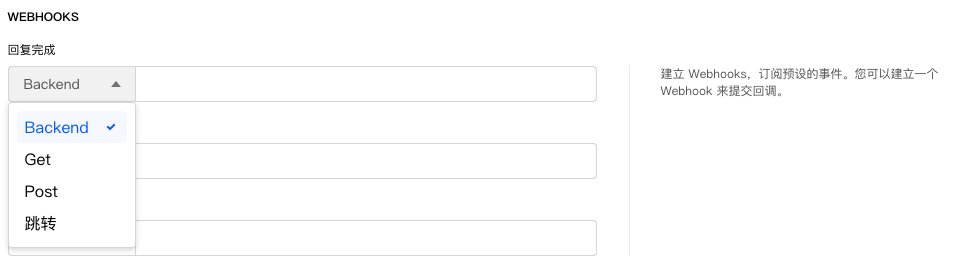 WEBHOOKS
回复完成
Backend
建立 Webhooks，订阅预设的事件。您可以建立一个
Webhook 来提交回调。
Backend
Get
Post
跳转